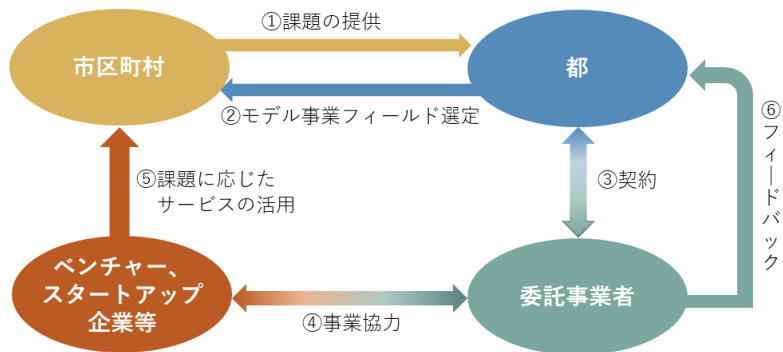 ①課題の提供
市区町村
都
②モデル事業フィールド選定
⑥フィードバック
③契約
⑤課題に応じた
サービスの活用
ベンチャー、
スタートアップ
企業等
委託事業者
④事業協力